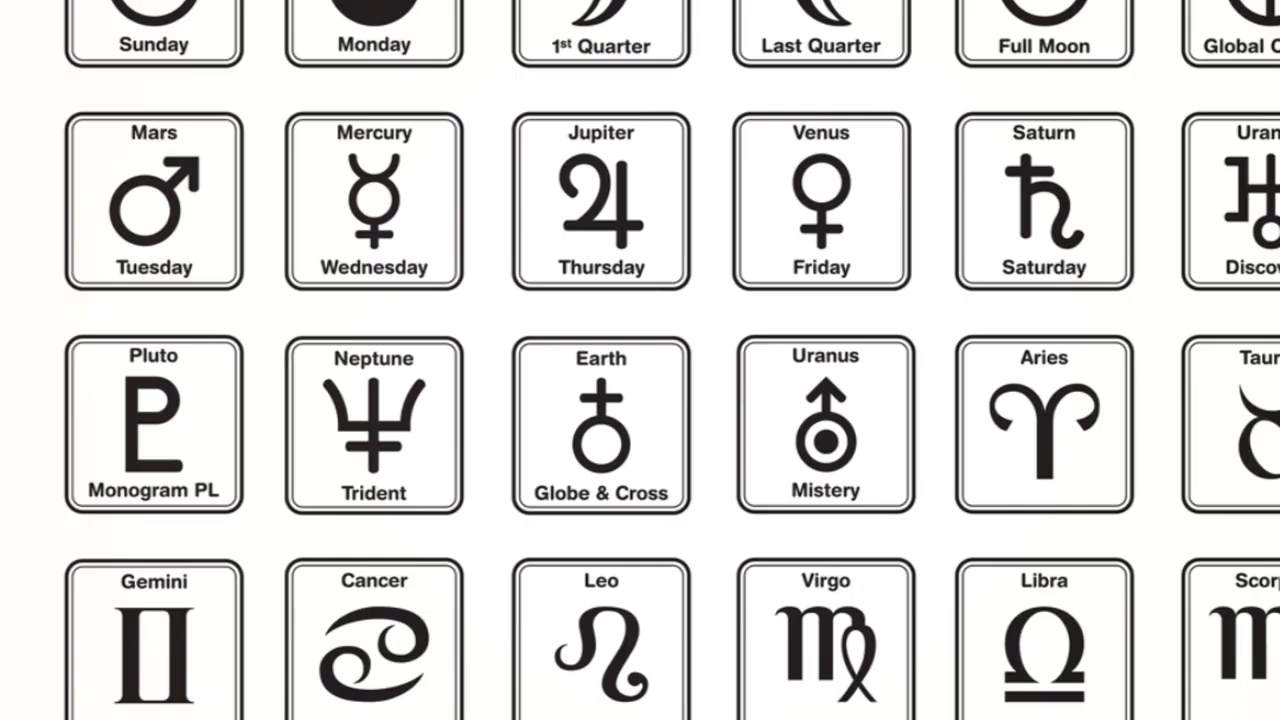 Sunday
Monday
1st Quarter
Last Quarter
Full Moon
Global
Mars
Mercury
Jupiter
Venus
Saturn
Tuesday
Wednesday
Thursday
Friday
Saturday
Pluto
Neptune
Earth
Uranus
Aries
Monogram PL
Trident
Globe & Cross
Mistery
Gemini
Cancer
Leo
Virgo
Libra